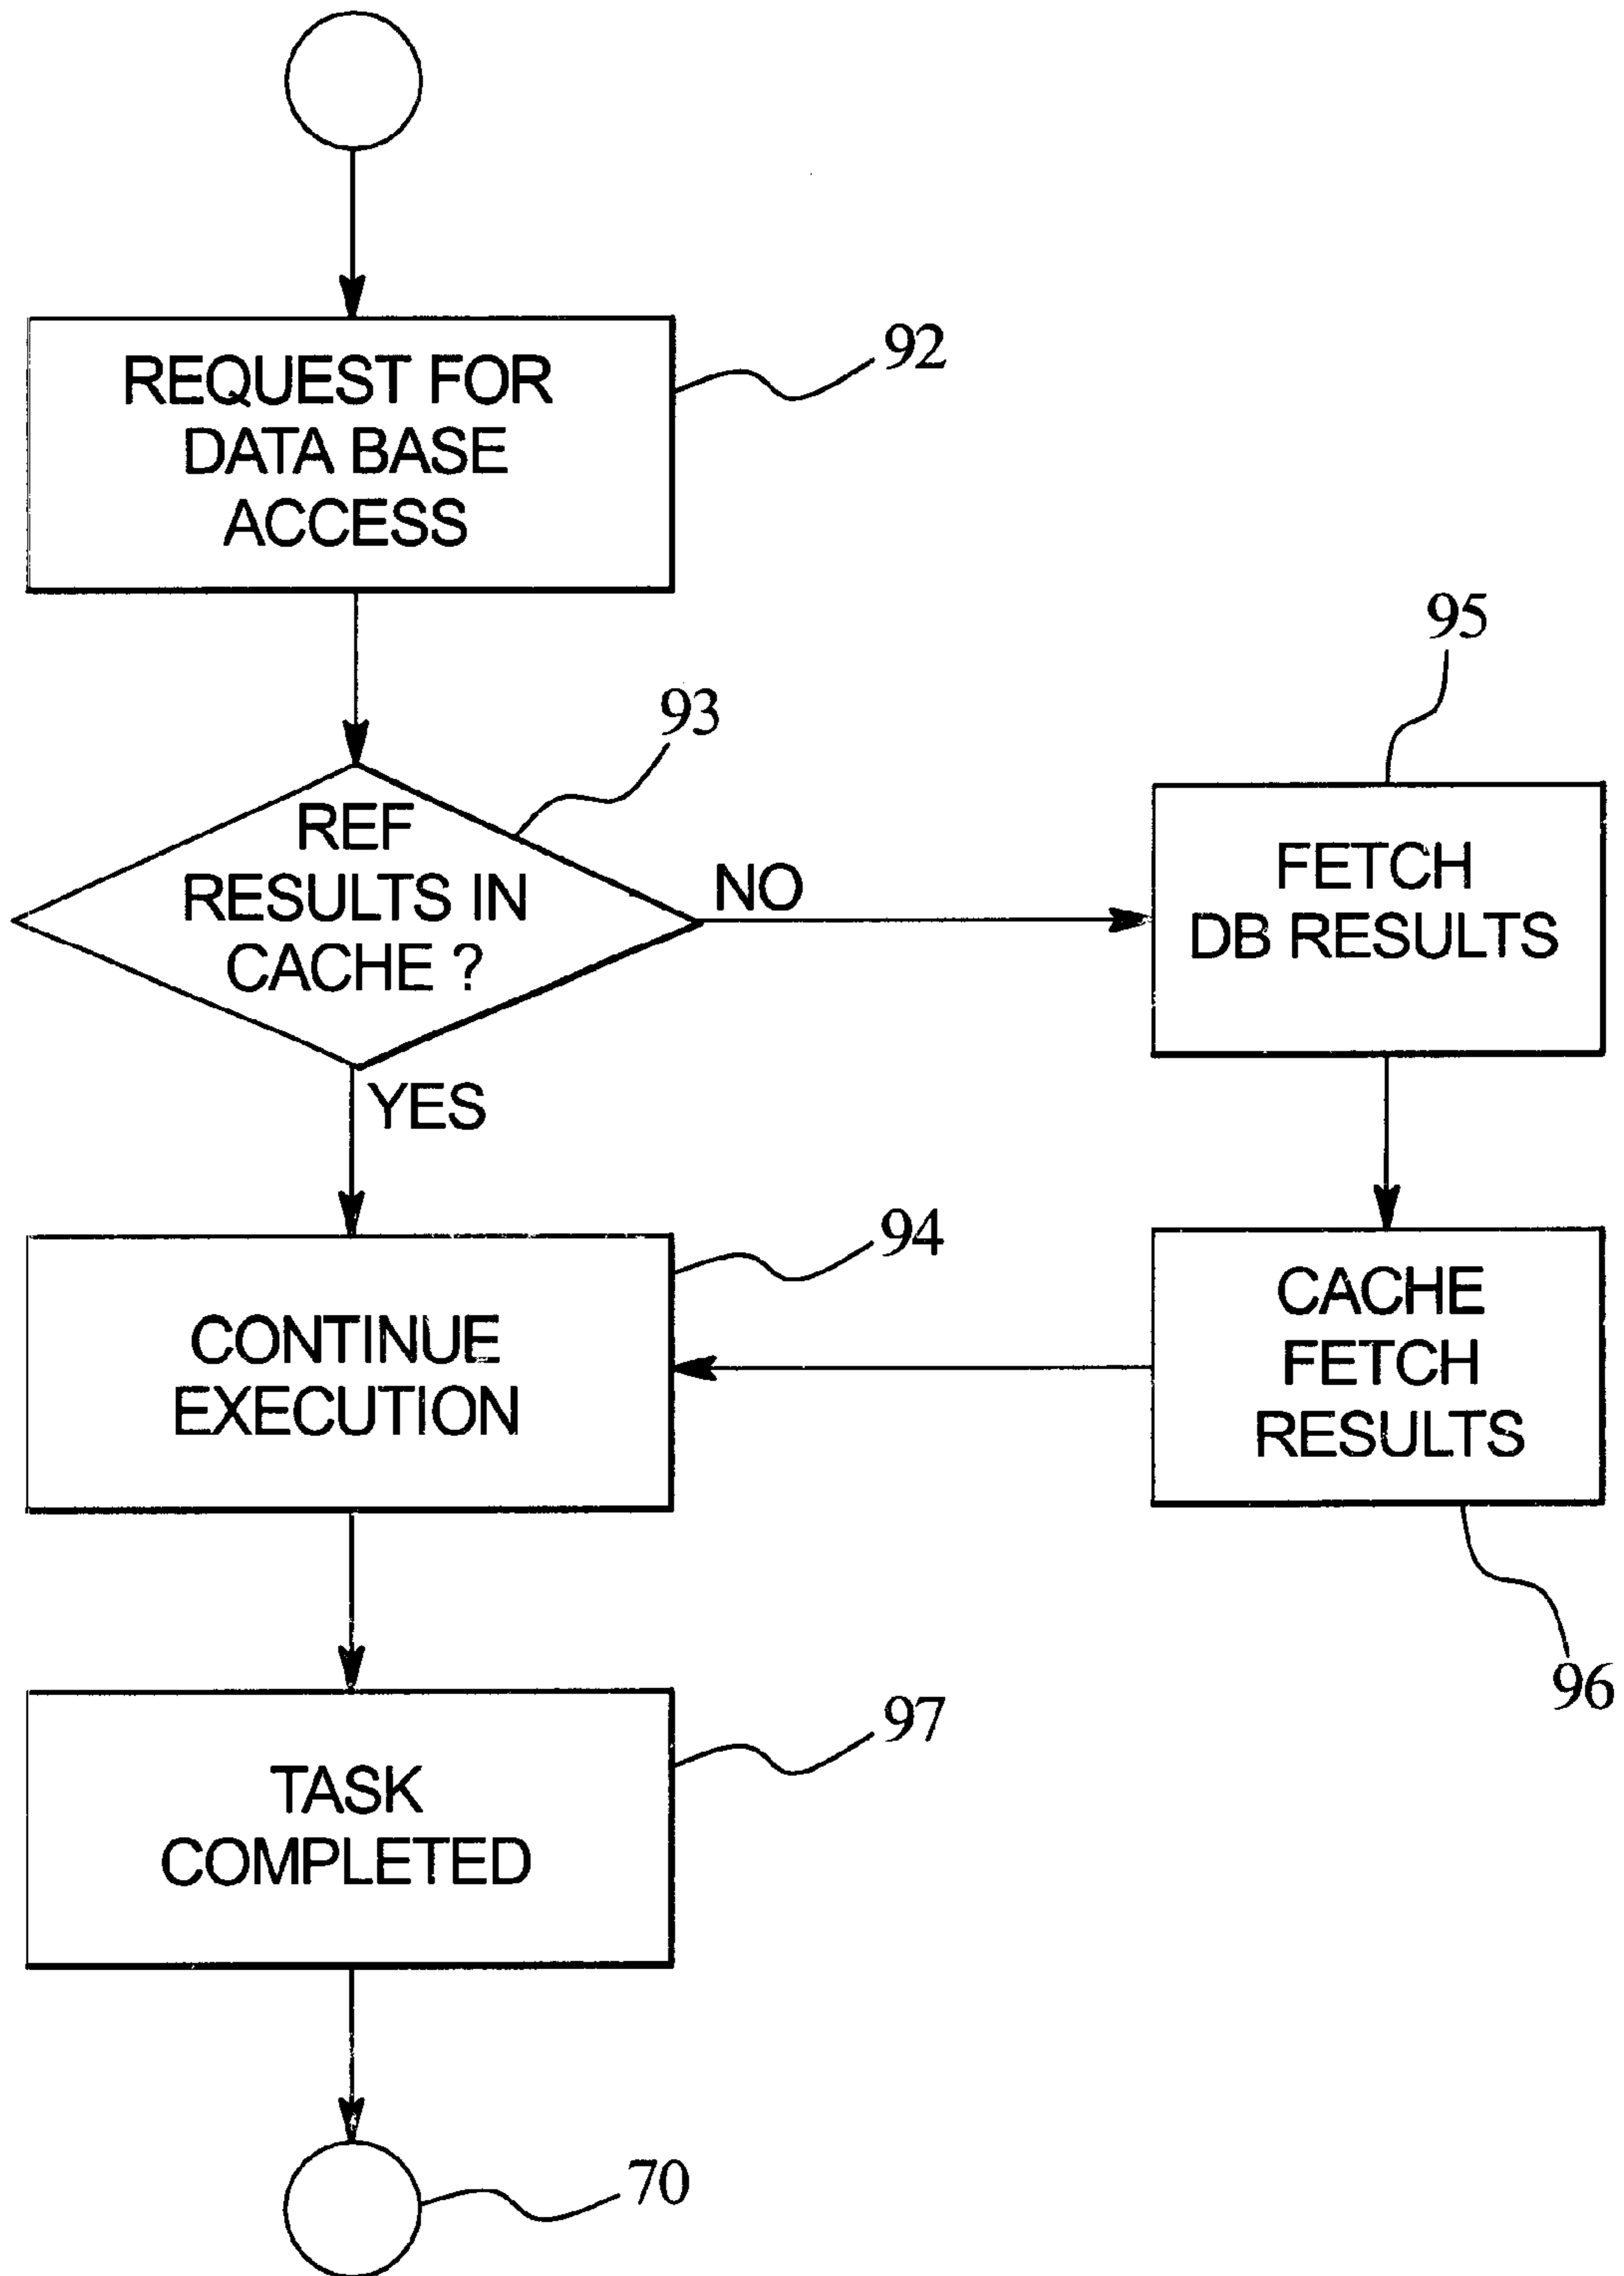 REQUEST FOR
DATA BASE
ACCESS
92
93
REF
RESULTS IN
CACHE ?
NO
YES
95
FETCH
DB RESULTS
94
CONTINUE
EXECUTION
CACHE
FETCH
RESULTS
96
97
TASK
COMPLETED
70